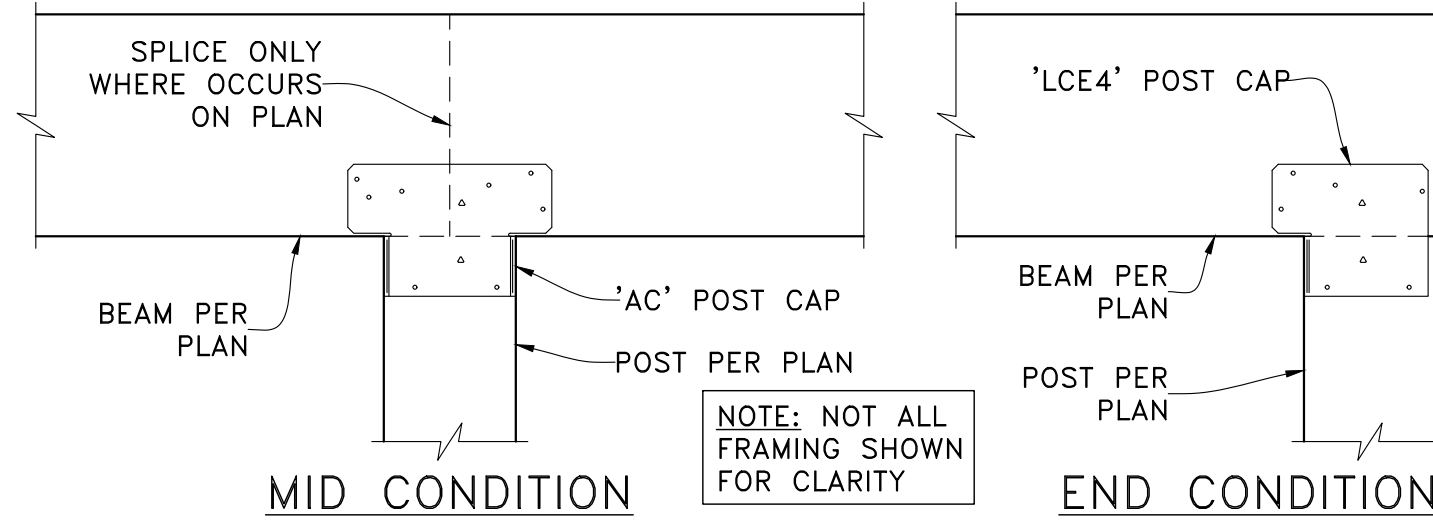 SPLICE ONLY
WHERE OCCURS
ON PLAN
BEAM PER
PLAN
'AC' POST CAP
POST PER PLAN
MID CONDITION
NOTE: NOT ALL
FRAMING SHOWN
FOR CLARITY
'LCE4' POST CAP
BEAM PER
PLAN
POST PER
PLAN
END CONDITION